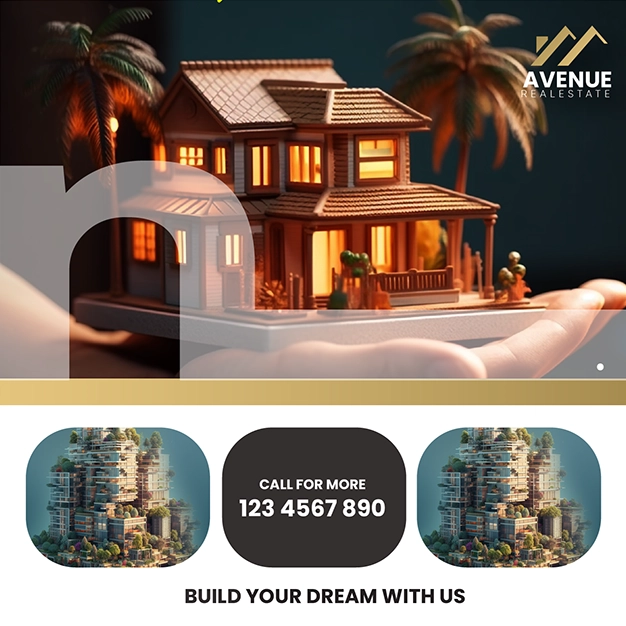 AVENUE
REALESTATE
n
CALL FOR MORE
123 4567 890
BUILD YOUR DREAM WITH US